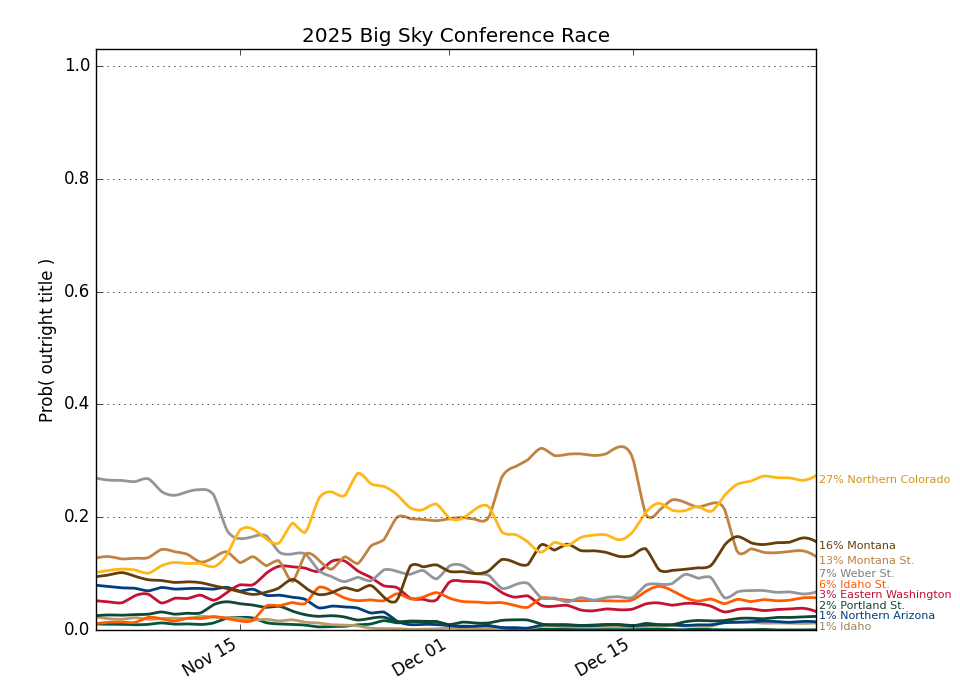 2025 Big Sky Conference Race
1.0
0.8
0.6
0.4
0.2
0.0
Prob( outright title )
Nov 15
Dec 01
Dec 15
27% Northern Colorado
16% Montana
13% Montana St.
7% Weber St.
6% Idaho St.
3% Eastern Washington
2% Portland St.
1% Northern Arizona
1% Idaho